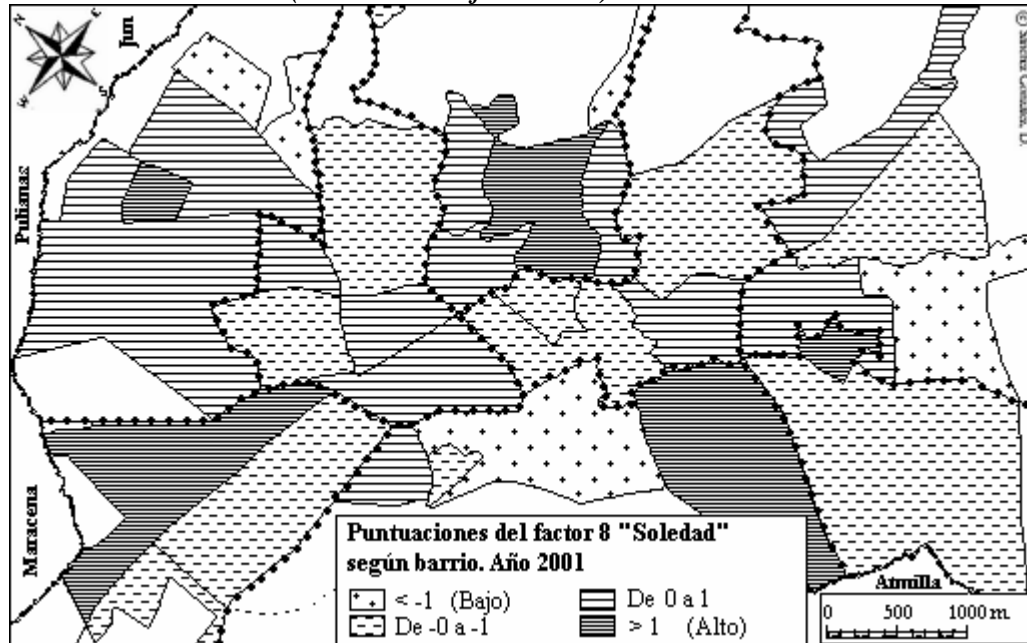 N
E
S
W
Jun
Pulianas
Maracena
Puntuaciones del factor 8 "Soledad"
según barrio. Año 2001
< -1 (Bajo)
De 0 a 1
De -0 a -1
> 1 (Alto)
Armilla
0 500 1000 m.